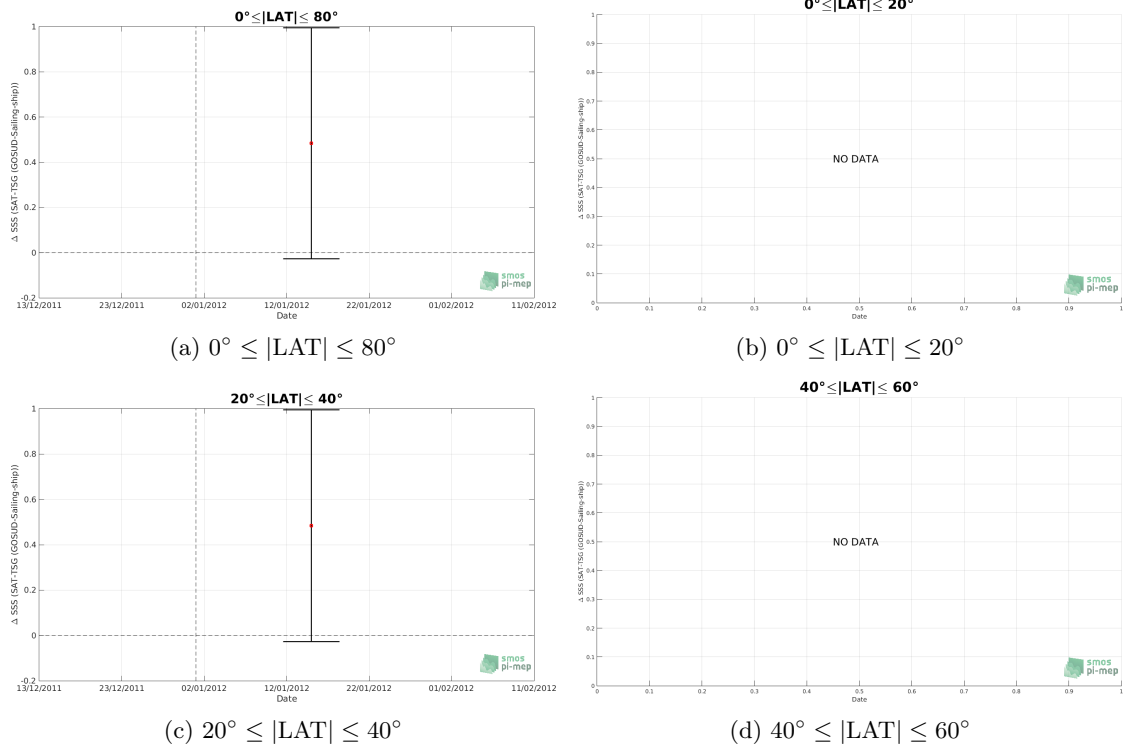 0°≤|LAT|≤ 80°
1
0.8
0.6
0.4
0.2
0
-0.2
Δ SSS (SAT-TSG (GOSUD-Sailing-ship))
13/12/2011 23/12/2011 02/01/2012 12/01/2012 22/01/2012 01/02/2012 11/02/2012
Date
smos
pi-mep
(a) 0° ≤ |LAT| ≤ 80°
0°≤|LAT|≤ 20°
1
0.9
0.8
0.7
0.6
0.5
0.4
0.3
0.2
0.1
0
Δ SSS (SAT-TSG (GOSUD-Sailing-ship))
NO DATA
0 0.1 0.2 0.3 0.4 0.5 0.6 0.7 0.8 0.9 1
Date
smos
pi-mep
(b) 0° ≤ |LAT| ≤ 20°
20°≤|LAT|≤ 40°
1
0.8
0.6
0.4
0.2
0
-0.2
Δ SSS (SAT-TSG (GOSUD-Sailing-ship))
13/12/2011 23/12/2011 02/01/2012 12/01/2012 22/01/2012 01/02/2012 11/02/2012
Date
smos
pi-mep
(c) 20° ≤ |LAT| ≤ 40°
40°≤|LAT|≤ 60°
1
0.9
0.8
0.7
0.6
0.5
0.4
0.3
0.2
0.1
0
Δ SSS (SAT-TSG (GOSUD-Sailing-ship))
NO DATA
0 0.1 0.2 0.3 0.4 0.5 0.6 0.7 0.8 0.9 1
Date
smos
pi-mep
(d) 40° ≤ |LAT| ≤ 60°